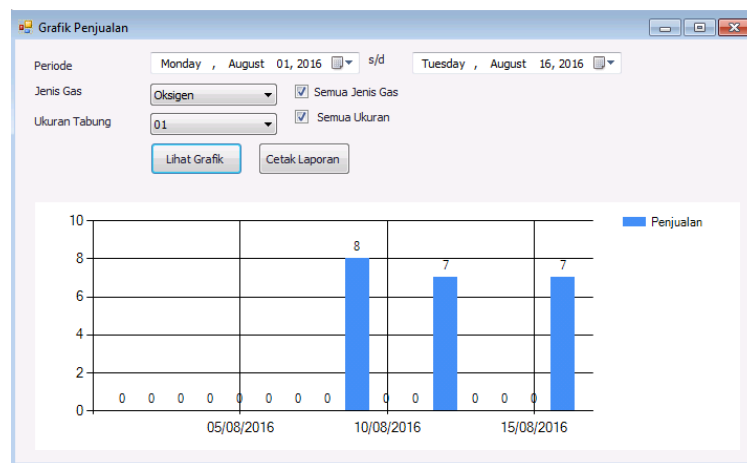 Grafik Penjualan
Periode Monday , August 01, 2016 s/d Tuesday , August 16, 2016
Jenis Gas Oksigen Semua Jenis Gas
Ukuran Tabung 01 Semua Ukuran
Lihat Grafik Cetak Laporan
Penjualan
10
8
6
4
2
0
8 7 7
0 0 0 0 0 0 0 0 0 0 0 0 0
05/08/2016 10/08/2016 15/08/2016